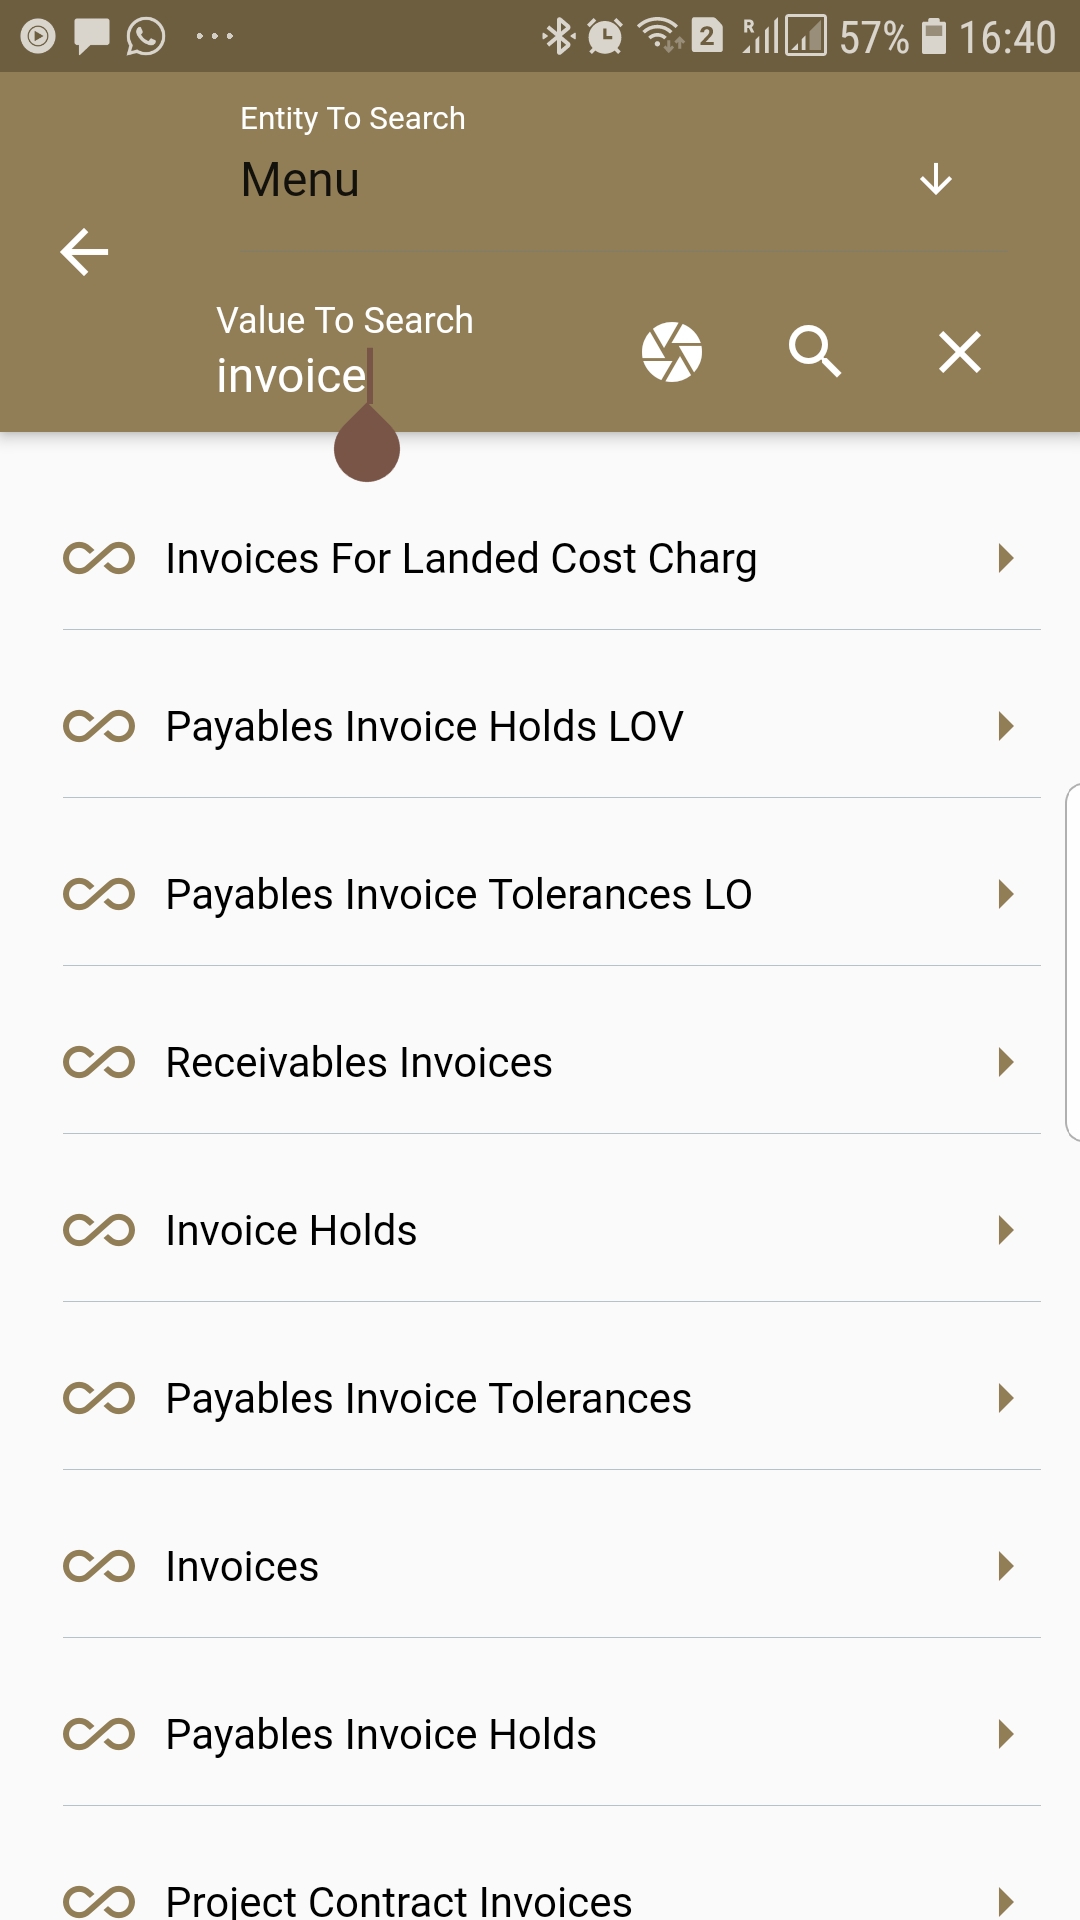 R 2 57% 16:40
Entity To Search
Menu
Value To Search
invoice
Invoices For Landed Cost Charg
Payables Invoice Holds LOV
Payables Invoice Tolerances LO
Receivables Invoices
Invoice Holds
Payables Invoice Tolerances
Invoices
Payables Invoice Holds
Project Contract Invoices